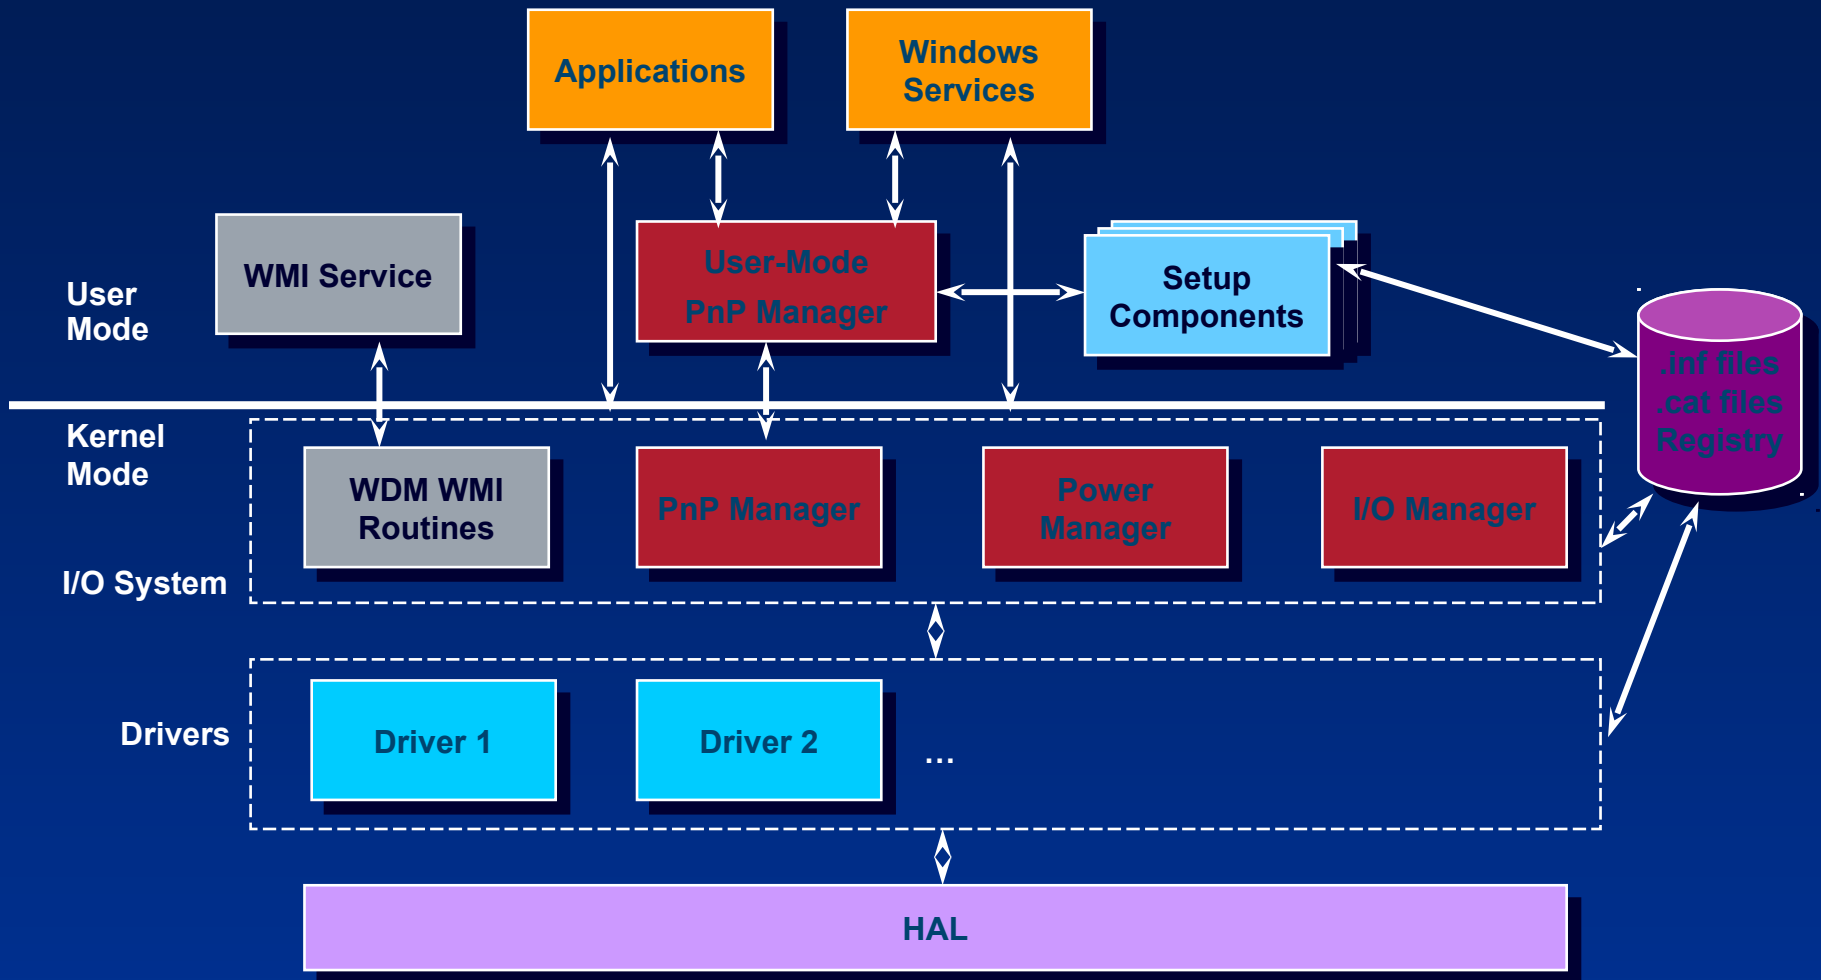 Applications
Windows
Services
WMI Service
User-Mode
PnP Manager
Setup
Components
User
Mode
.inf files
.cat files
Registry
Kernel
Mode
WDM WMI
Routines
PnP Manager
Power
Manager
I/O Manager
I/O System
Drivers
Driver 1
Driver 2
...
HAL